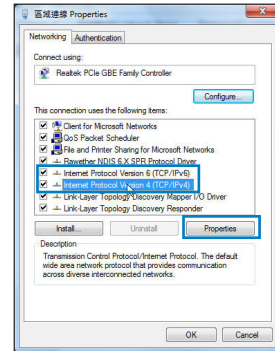 區域連線 Properties
Networking Authentication
Connect using:
Realtek PCIe GBE Family Controller
Configure...
This connection uses the following items:
Client for Microsoft Networks
QoS Packet Scheduler
File and Printer Sharing for Microsoft Networks
Rawether NDIS 6.X SPR Protocol Driver
Internet Protocol Version 6 (TCP/IPv6)
Internet Protocol Version 4 (TCP/IPv4)
Link-Layer Topology Discovery Mapper I/O Driver
Link-Layer Topology Discovery Responder
Install... Uninstall Properties
Description
Transmission Control Protocol/Internet Protocol. The default
wide area network protocol that provides communication
across diverse interconnected networks.
OK Cancel